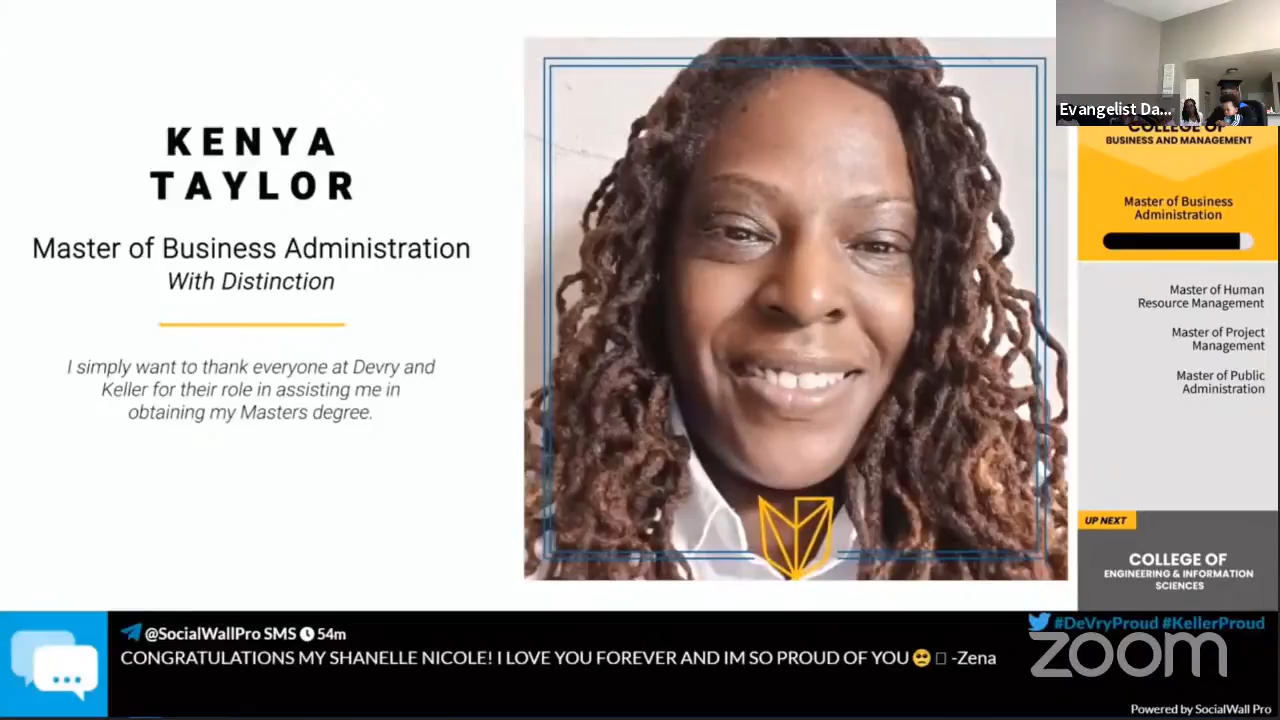 KENYA
TAYLOR
Master of Business Administration
With Distinction
I simply want to thank everyone at Devry and
Keller for their role in assisting me in
obtaining my Masters degree.
Evangelist Da...
COLLEGE OF
BUSINESS AND MANAGEMENT
Master of Business
Administration
Master of Human
Resource Management
Master of Project
Management
Master of Public
Administration
UP NEXT
COLLEGE OF
ENGINEERING & INFORMATION
SCIENCES
@SocialWallPro SMS 54m
#DeVryProud #KellerProud
CONGRATULATIONS MY SHANELLE NICOLE! I LOVE YOU FOREVER AND IM SO PROUD OF YOU 🥺 -Zena
zoom
Powered by SocialWall Pro